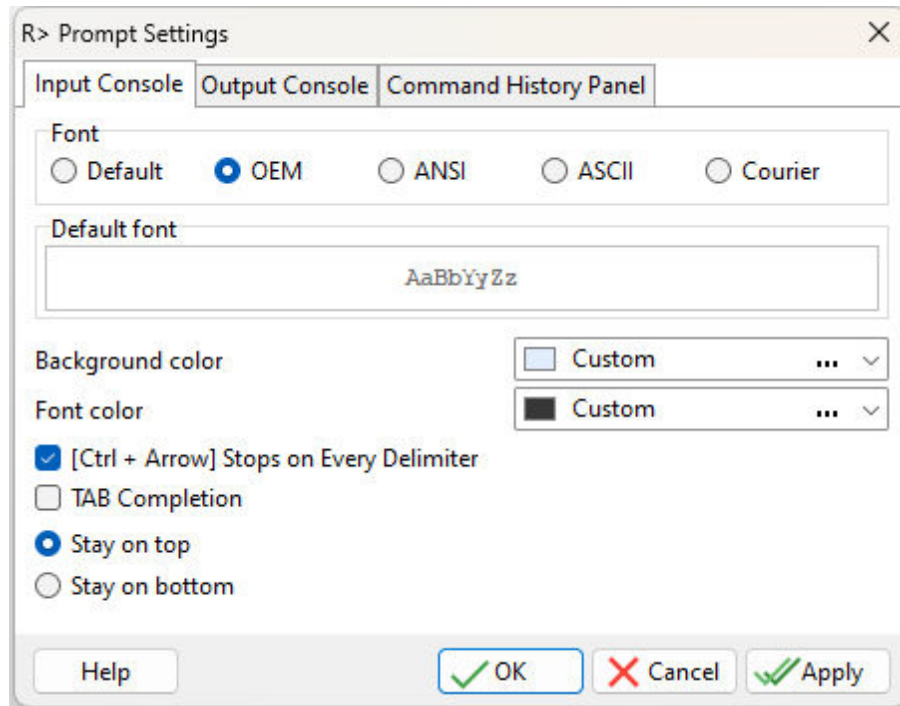 R> Prompt Settings
Input Console Output Console Command History Panel
Font
Default OEM ANSI ASCII Courier
Default font
AaBbYyZz
Background color Custom ...
Font color Custom ...
[Ctrl + Arrow] Stops on Every Delimiter
TAB Completion
Stay on top
Stay on bottom
Help OK Cancel Apply